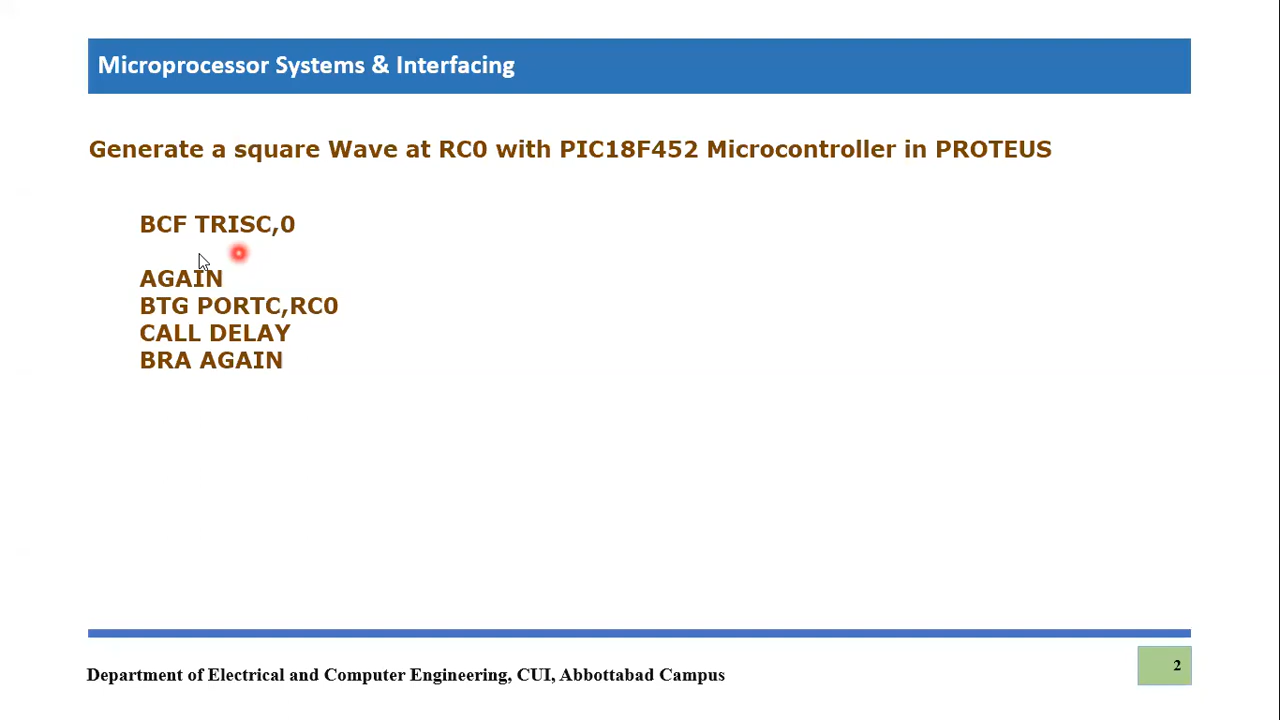 Microprocessor Systems & Interfacing
Generate a square Wave at RC0 with PIC18F452 Microcontroller in PROTEUS
BCF TRISC,0
AGAIN
BTG PORTC,RC0
CALL DELAY
BRA AGAIN
Department of Electrical and Computer Engineering, CUI, Abbottabad Campus
2